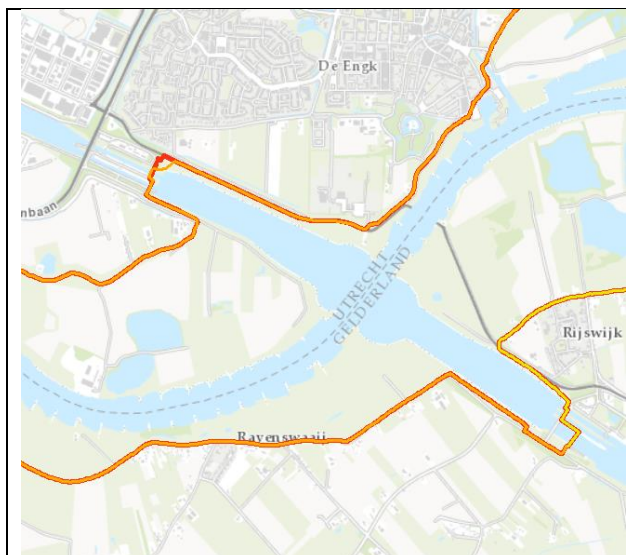 De Engk
nbaan
UTRECHT
GELDERLAND
Rijswijk
Ravenswaaij